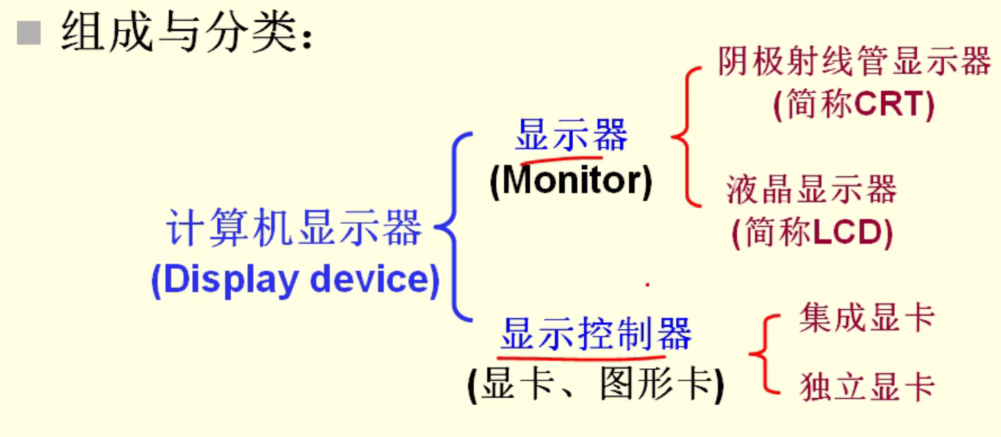 组成与分类:
计算机显示器
(Display device)
显示器
(Monitor)
阴极射线管显示器
(简称CRT)
液晶显示器
(简称LCD)
显示控制器
(显卡、图形卡)
集成显卡
独立显卡